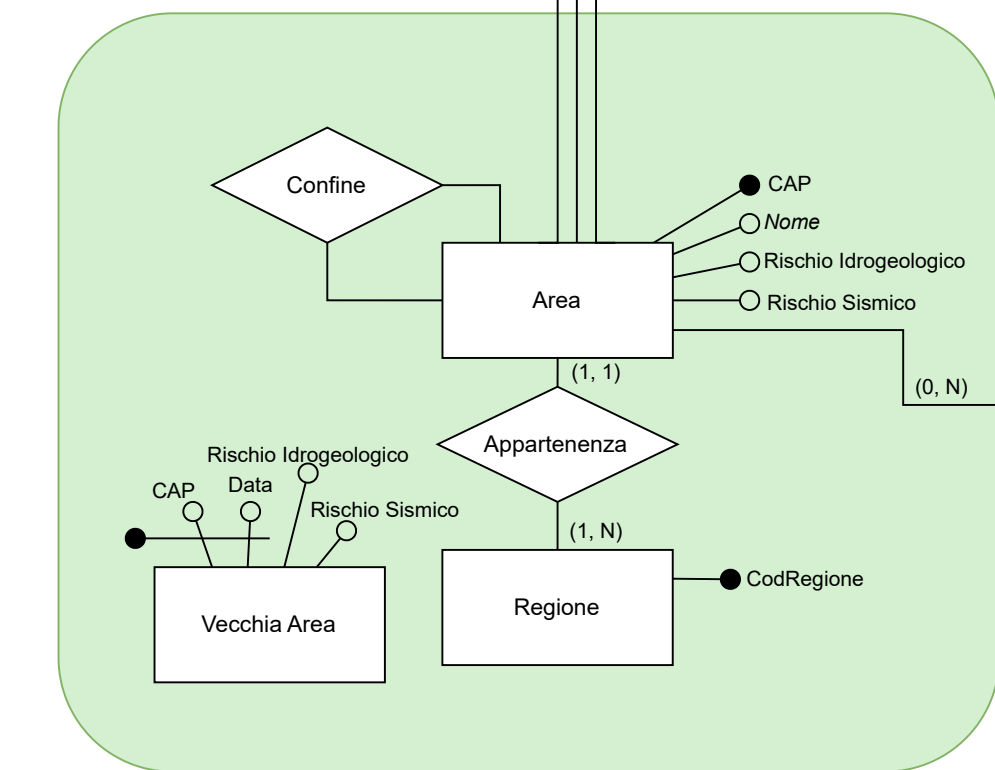 Confine
CAP
Nome
Rischio Idrogeologico
Area
Rischio Sismico
(1, 1)
(0, N)
Appartenenza
Rischio Idrogeologico
CAP
Data
Rischio Sismico
(1, N)
CodRegione
Regione
Vecchia Area